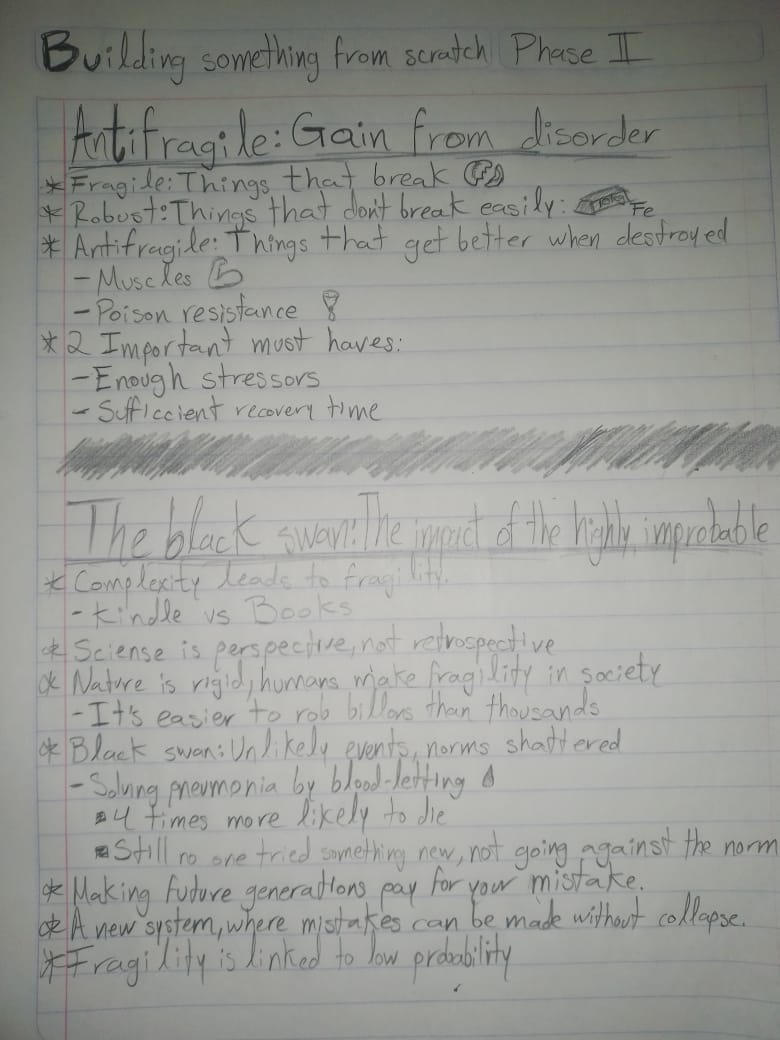 Building something from scratch Phase II
Antifragile: Gain from disorder
* Fragile: Things that break
* Robust: Things that don't break easily: Fe
* Antifragile: Things that get better when destroyed
- Muscles
- Poison resistance
* 2 Important must haves:
- Enough stressors
- Sufficcient recovery time
The black swan: The impact of the highly improbable
* Complexity leads to fragility.
- Kindle vs Books
* Sciense is perspective, not retrospective
* Nature is rigid, humans make fragility in society
- It's easier to rob billons than thousands
* Black swan: Unlikely events, norms shattered
- Solving pneumonia by blood-letting
▪ 4 times more likely to die
▪ Still no one tried something new, not going against the norm
* Making future generations pay for your mistake.
* A new system, where mistakes can be made without collapse.
* Fragility is linked to low probability